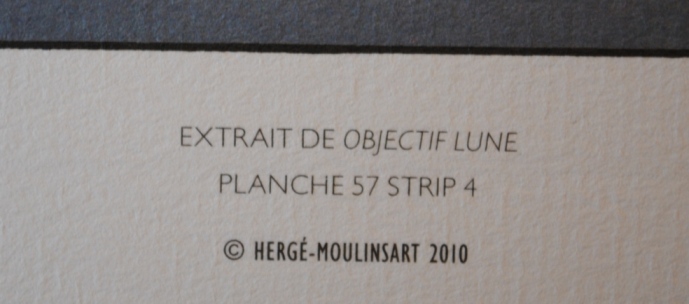 EXTRAIT DE OBJECTIF LUNE
PLANCHE 57 STRIP 4
© HERGÉ-MOULINSART 2010